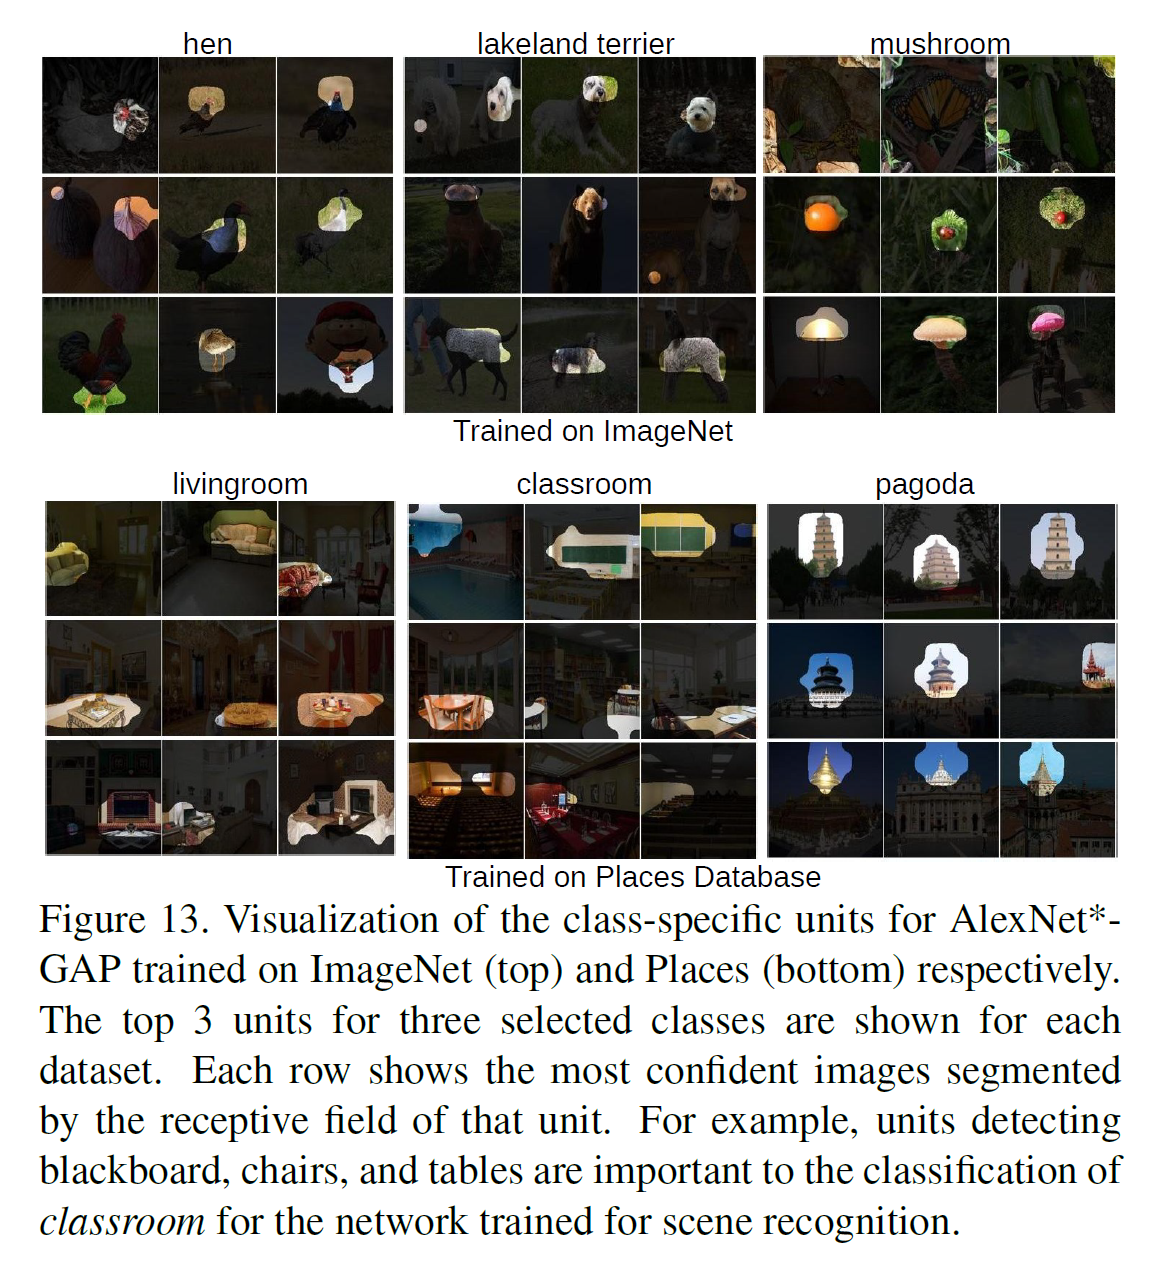 hen lakeland terrier mushroom
Trained on ImageNet
livingroom classroom pagoda
Trained on Places Database
Figure 13. Visualization of the class-specific units for AlexNet*-
GAP trained on ImageNet (top) and Places (bottom) respectively.
The top 3 units for three selected classes are shown for each
dataset. Each row shows the most confident images segmented
by the receptive field of that unit. For example, units detecting
blackboard, chairs, and tables are important to the classification of
classroom for the network trained for scene recognition.